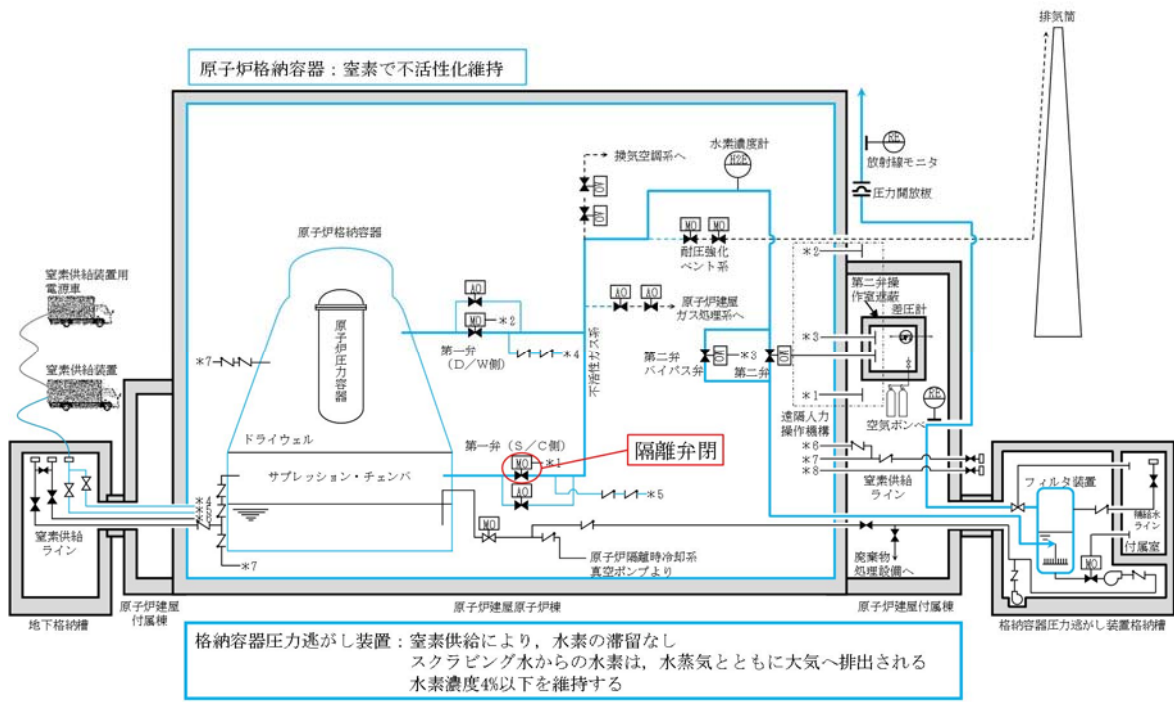 排気筒
原子炉格納容器：窒素で不活性化維持
換気空調系へ
水素濃度計
H2E
RE
放射線モニタ
圧力開放板
MO
MO
耐圧強化
ベント系
*2
原子炉格納容器
原子炉圧力容器
窒素供給装置用
電源車
窒素供給装置
AO
MO
*2
第一弁
（D／W側）
*4
不活性ガス系
AO
AO
原子炉建屋
ガス処理系へ
第二弁操
作室遮蔽
差圧計
*3
第二弁
バイパス弁
*3
第二弁
*1
遠隔人力
操作機構
空気ボンベ
RE
*7
ドライウェル
サプレッション・チェンバ
第一弁（S／C側）
MO
*1
隔離弁閉
AO
*5
*6
*7
*8
窒素供給
ライン
フィルタ装置
補給水
ライン
付属室
MO
*4
窒素供給
ライン
*7
MO
原子炉隔離時冷却系
真空ポンプより
廃棄物
処理設備へ
地下格納槽
原子炉建屋
付属棟
原子炉建屋原子炉棟
原子炉建屋付属棟
格納容器圧力逃がし装置格納槽
格納容器圧力逃がし装置：窒素供給により，水素の滞留なし
スクラビング水からの水素は，水蒸気とともに大気へ排出される
水素濃度4%以下を維持する